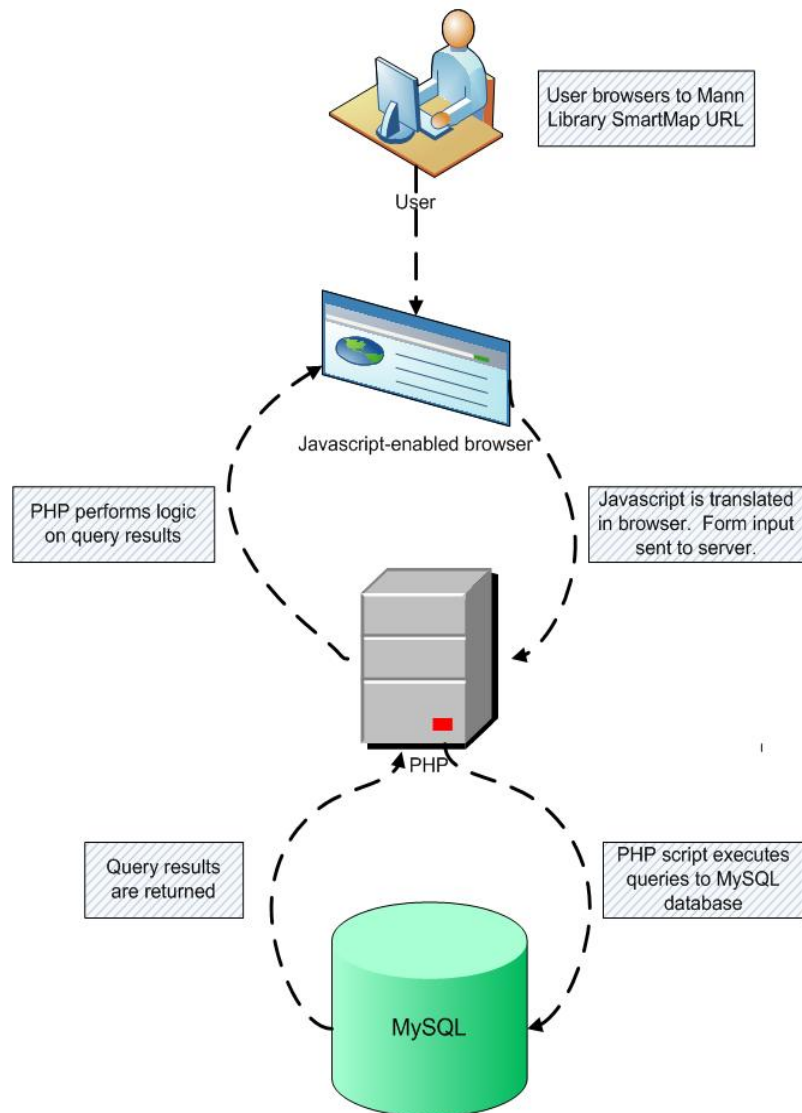 User browsers to Mann
Library SmartMap URL
User
Javascript-enabled browser
PHP performs logic
on query results
Javascript is translated
in browser. Form input
sent to server.
PHP
Query results
are returned
PHP script executes
queries to MySQL
database
MySQL